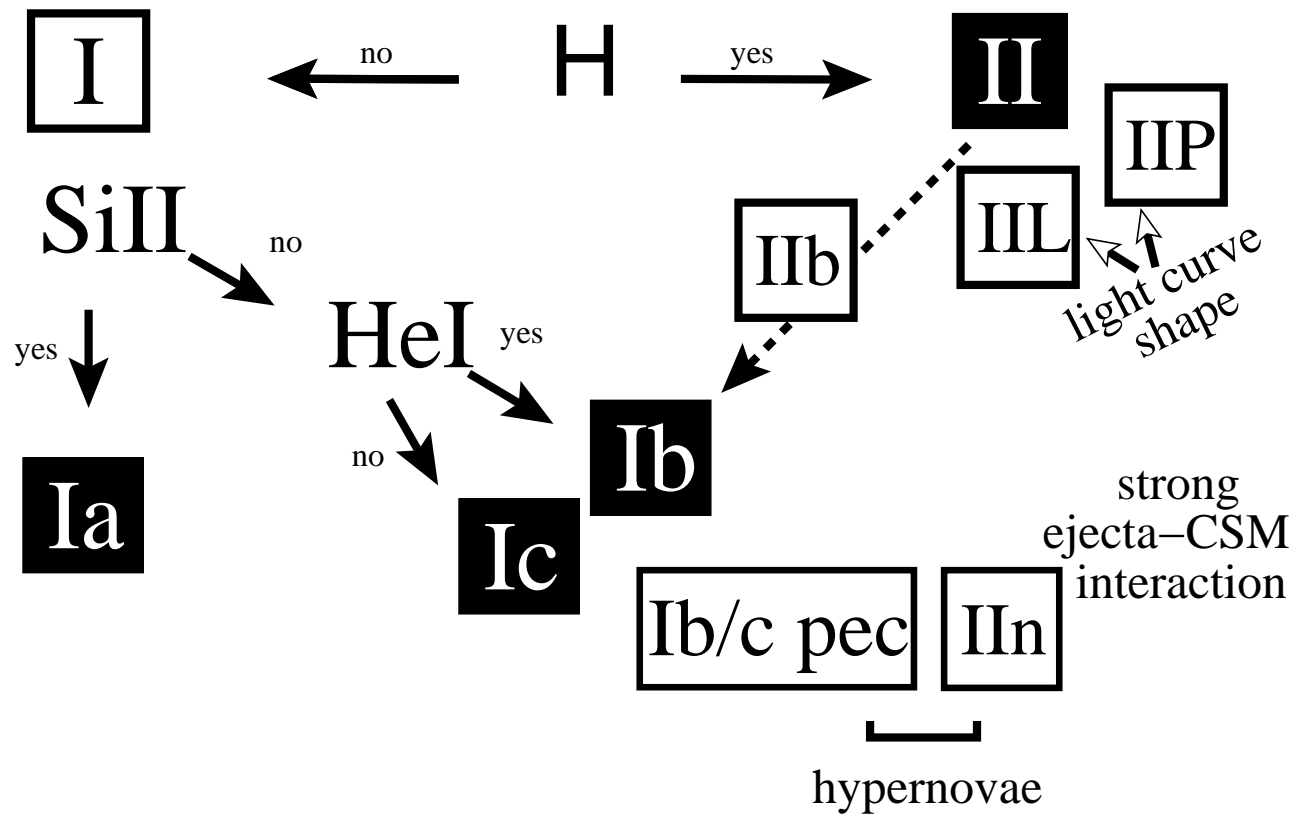 I
no
H
yes
II
IIP
SiII
no
IIb
IIL
light curve
shape
yes
HeI
yes
no
Ib
Ia
Ic
strong
ejecta–CSM
interaction
Ib/c pec
IIn
hypernovae